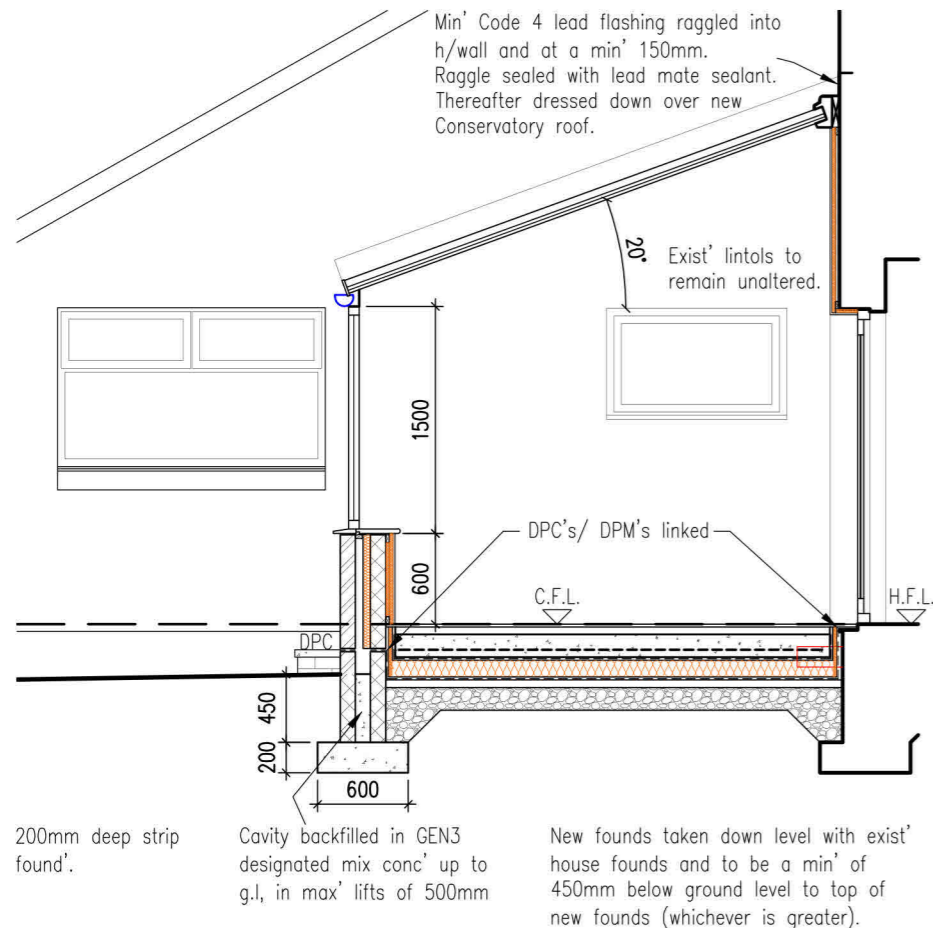 Min' Code 4 lead flashing raggled into
h/wall and at a min' 150mm.
Raggle sealed with lead mate sealant.
Thereafter dressed down over new
Conservatory roof.
20°
Exist' lintols to
remain unaltered.
1500
DPC's/ DPM's linked
600
C.F.L.
H.F.L.
DPC
450
200
600
200mm deep strip
found'.
Cavity backfilled in GEN3
designated mix conc' up to
g.l, in max' lifts of 500mm
New founds taken down level with exist'
house founds and to be a min' of
450mm below ground level to top of
new founds (whichever is greater).